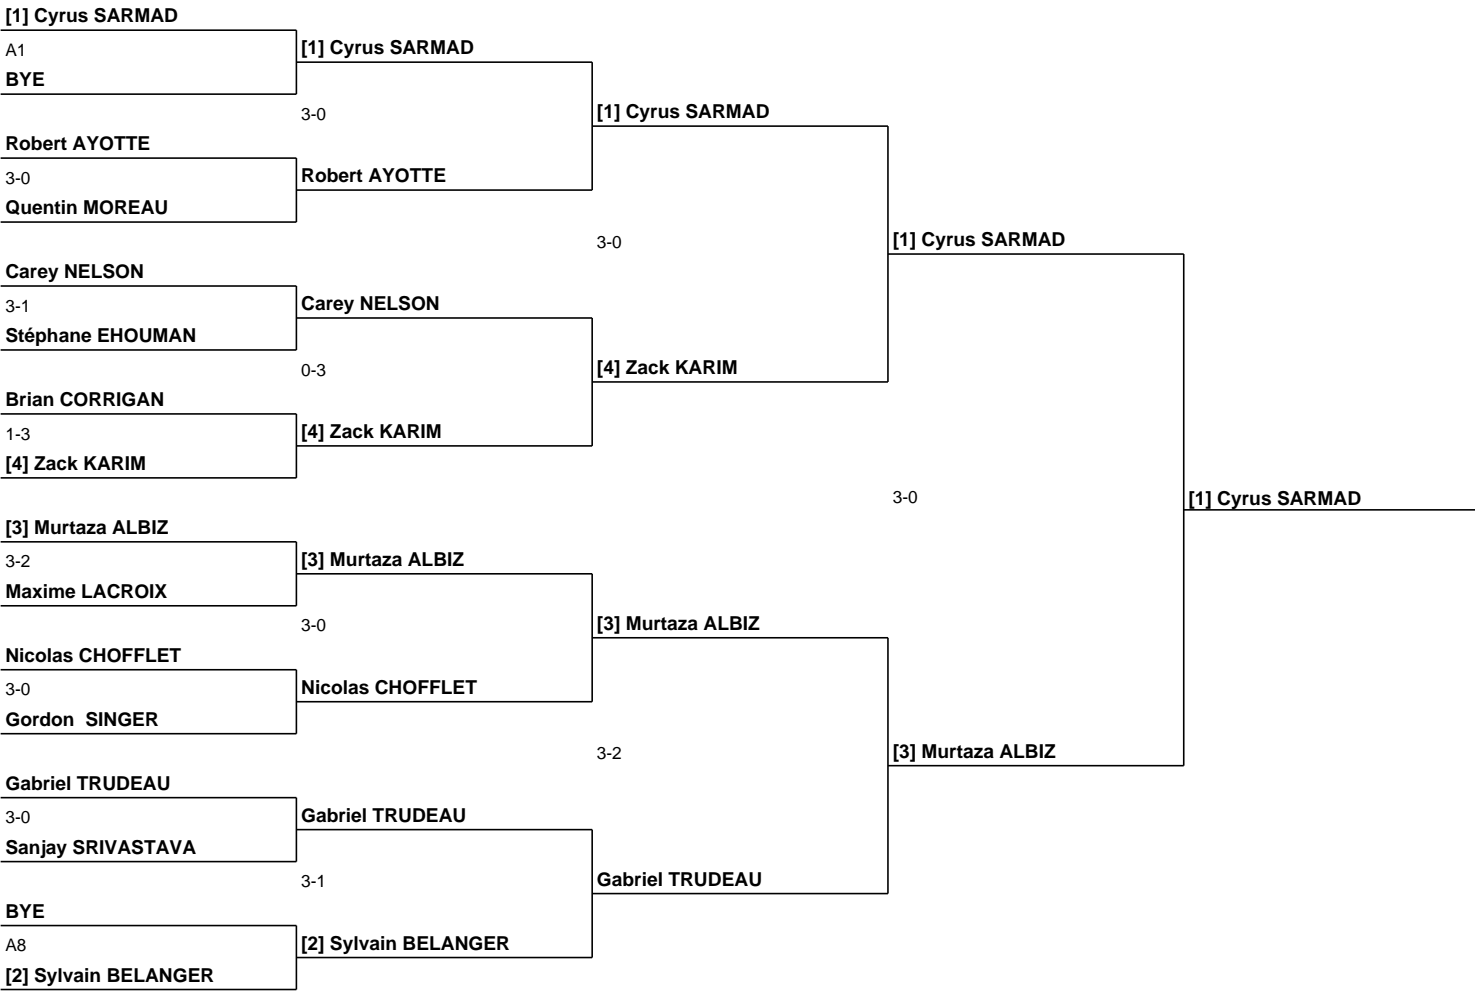 [1] Cyrus SARMAD
A1
BYE
Robert AYOTTE
3-0
Quentin MOREAU
Carey NELSON
3-1
Stéphane EHOUMAN
Brian CORRIGAN
1-3
[4] Zack KARIM
[3] Murtaza ALBIZ
3-2
Maxime LACROIX
Nicolas CHOFFLET
3-0
Gordon  SINGER
Gabriel TRUDEAU
3-0
Sanjay SRIVASTAVA
BYE
A8
[2] Sylvain BELANGER
[1] Cyrus SARMAD
3-0
Robert AYOTTE
Carey NELSON
0-3
[4] Zack KARIM
[3] Murtaza ALBIZ
3-0
Nicolas CHOFFLET
Gabriel TRUDEAU
3-1
[2] Sylvain BELANGER
[1] Cyrus SARMAD
3-0
[4] Zack KARIM
[3] Murtaza ALBIZ
3-2
Gabriel TRUDEAU
[1] Cyrus SARMAD
3-0
[3] Murtaza ALBIZ
[1] Cyrus SARMAD